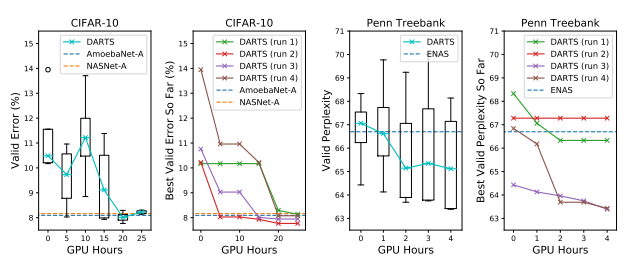 CIFAR-10
Valid Error (%)
15
14
13
12
11
10
9
8
DARTS
AmoebaNet-A
NASNet-A
0 5 10 15 20 25
GPU Hours
CIFAR-10
Best Valid Error So Far (%)
15
14
13
12
11
10
9
8
DARTS (run 1)
DARTS (run 2)
DARTS (run 3)
DARTS (run 4)
AmoebaNet-A
NASNet-A
0 10 20
GPU Hours
Penn Treebank
Valid Perplexity
71
70
69
68
67
66
65
64
63
DARTS
ENAS
0 1 2 3 4
GPU Hours
Penn Treebank
Best Valid Perplexity So Far
71
70
69
68
67
66
65
64
63
DARTS (run 1)
DARTS (run 2)
DARTS (run 3)
DARTS (run 4)
ENAS
0 1 2 3 4
GPU Hours